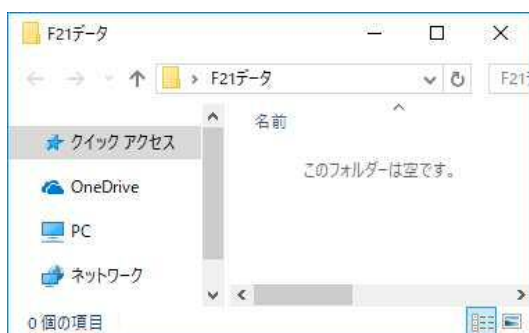 F21データ
F21データ
F21
名前
クイック アクセス
このフォルダーは空です。
OneDrive
PC
ネットワーク
0 個の項目